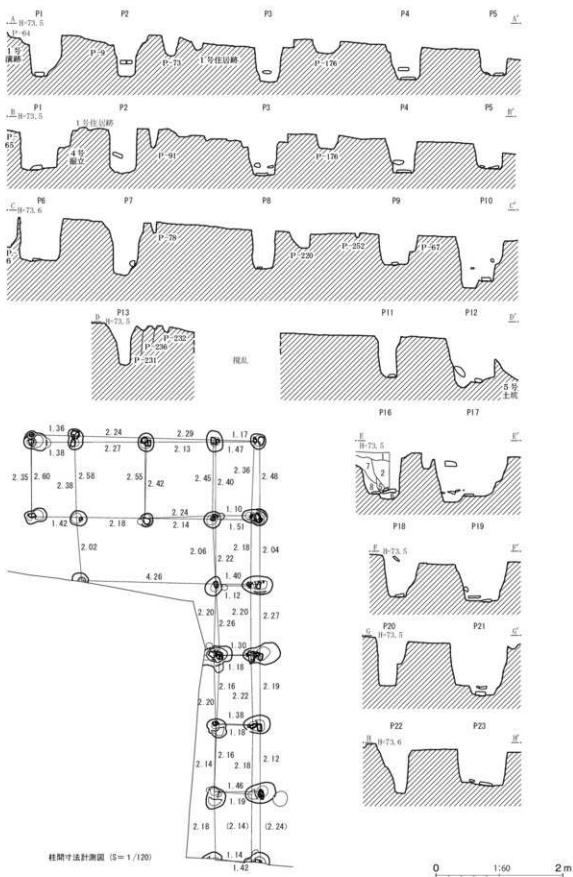 P1 P2 P3 P4 P5
A H=73.5 A'
P-64
1号溝跡
P-9
P-73
1号住居跡
P-176
P1 P2 P3 P4 P5
B H=73.5 B'
1号住居跡
P-65
4号掘立
P-91
P-176
P6 P7 P8 P9 P10
C H=73.6 C'
P-78
P-220
P-252
P-67
P13 P11 P12
D H=73.5 D'
P-232
P-236
P-231
撹乱
5号土坑
P16 P17
E H=73.5 E'
7
2
8
5
P18 P19
F H=73.5 F'
P20 P21
G H=73.5 G'
P22 P23
H H=73.6 H'
1.36 2.24 2.29 1.17
1.38 2.27 2.13 1.47
2.35 2.60 2.38 2.58 2.55 2.42 2.45 2.40 2.36 2.48
2.24 1.10
1.42 2.18 2.14 1.51
2.02 2.06 2.22 2.18 2.04
4.26 1.40
1.12
2.20 2.26 2.20 2.27
1.30
1.18
2.20 2.16 2.22 2.19
1.38
1.18
2.14 2.16 2.18 2.12
1.46
1.19
2.18 (2.14) (2.24)
1.14
1.42
柱間寸法計測図 (S=1/120)
0 1:60 2m